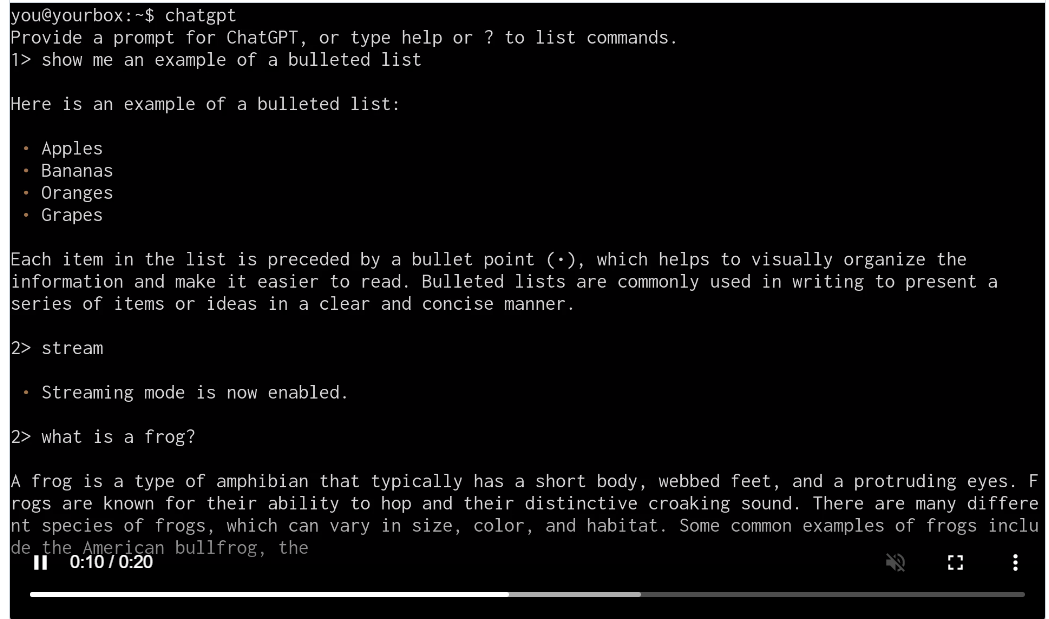 you@yourbox:~$ chatgpt
Provide a prompt for ChatGPT, or type help or ? to list commands.
1> show me an example of a bulleted list
Here is an example of a bulleted list:
• Apples
• Bananas
• Oranges
• Grapes
Each item in the list is preceded by a bullet point (•), which helps to visually organize the
information and make it easier to read. Bulleted lists are commonly used in writing to present a
series of items or ideas in a clear and concise manner.
2> stream
• Streaming mode is now enabled.
2> what is a frog?
A frog is a type of amphibian that typically has a short body, webbed feet, and a protruding eyes. F
rogs are known for their ability to hop and their distinctive croaking sound. There are many differe
nt species of frogs, which can vary in size, color, and habitat. Some common examples of frogs inclu
de the American bullfrog, the
0:10 / 0:20